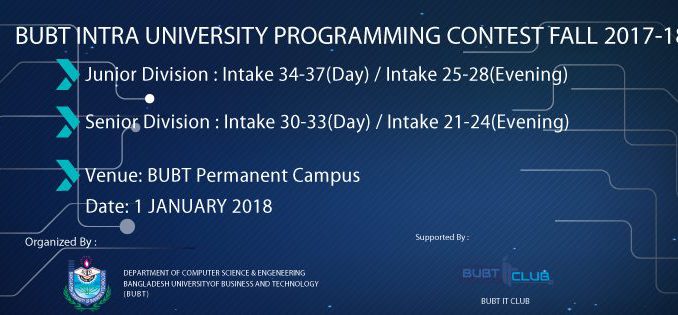 BUBT INTRA UNIVERSITY PROGRAMMING CONTEST FALL 2017-18
Junior Division : Intake 34-37(Day) / Intake 25-28(Evening)
Senior Division : Intake 30-33(Day) / Intake 21-24(Evening)
Venue: BUBT Permanent Campus
Date: 1 JANUARY 2018
Organized By :
Supported By :
DEPARTMENT OF COMPUTER SCIENCE & ENGENEERING
BANGLADESH UNIVERSITYOF BUSINESS AND TECHNOLOGY
(BUBT)
BUBT IT CLUB
BUBT IT CLUB